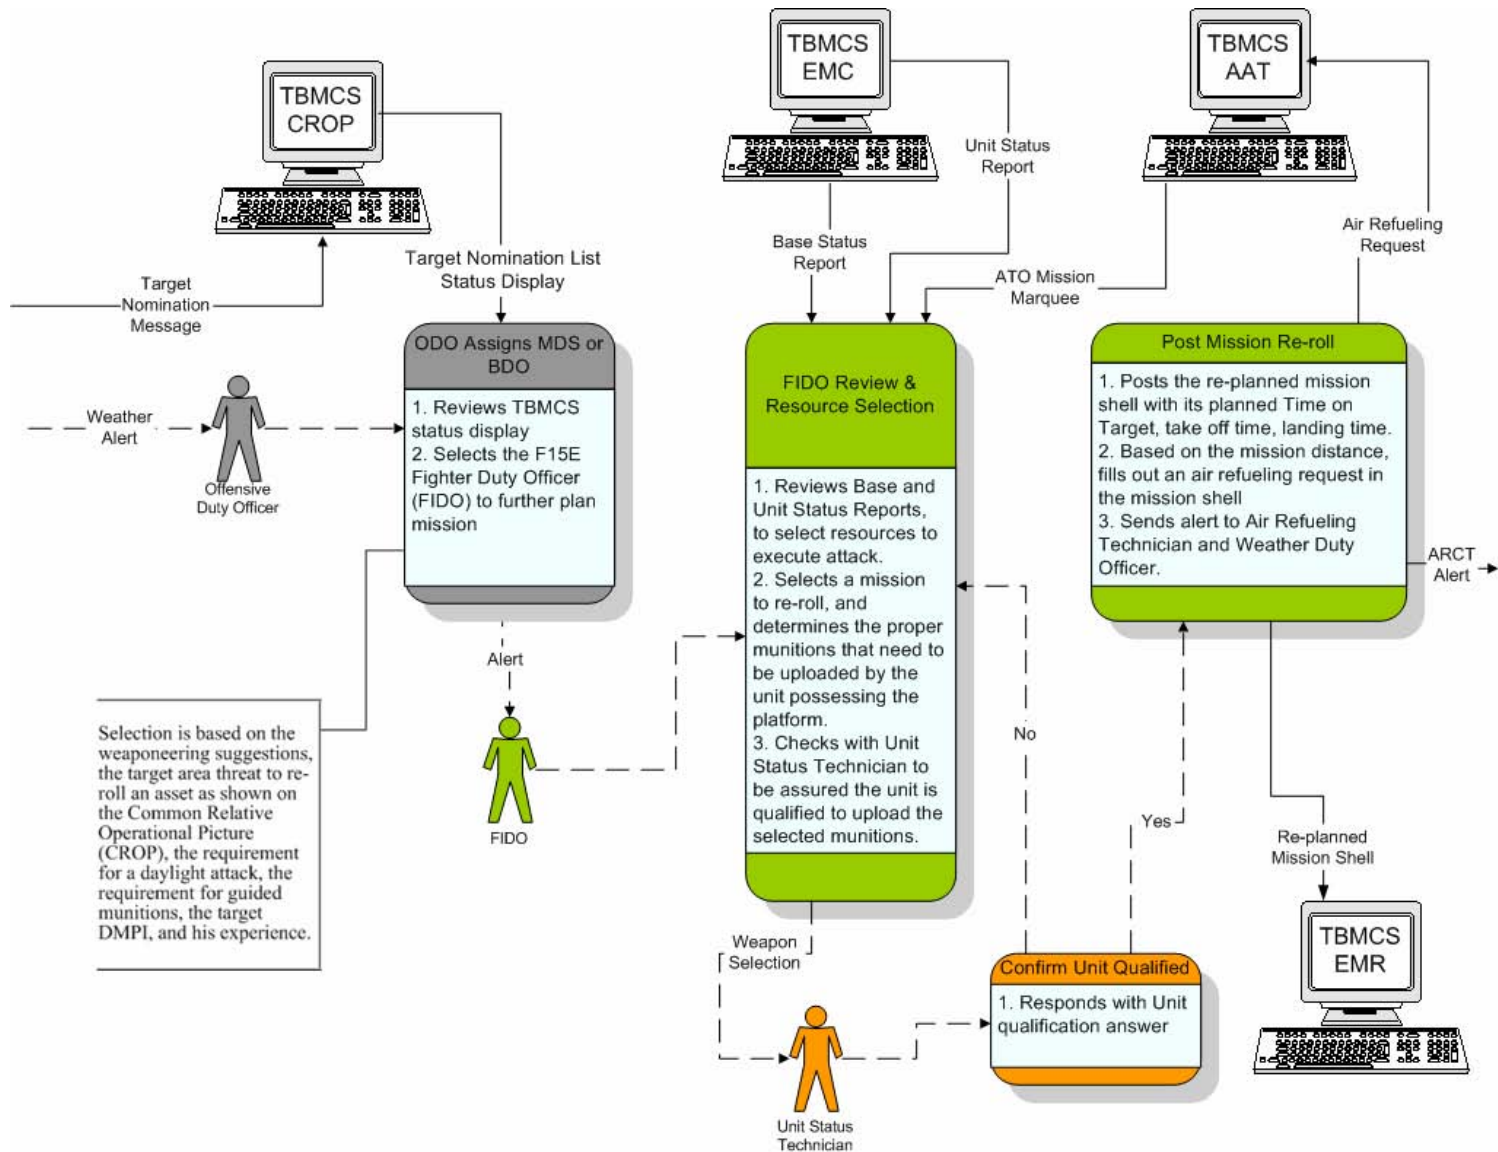 TBMCS
CROP
TBMCS
EMC
TBMCS
AAT
Unit Status
Report
Air Refueling
Request
Base Status
Report
ATO Mission
Marquee
Target Nomination List
Status Display
Target
Nomination
Message
ODO Assigns MDS or
BDO
1. Reviews TBMCS
status display
2. Selects the F15E
Fighter Duty Officer
(FIDO) to further plan
mission
Weather
Alert
Offensive
Duty Officer
Alert
FIDO
Selection is based on the
weaponeering suggestions,
the target area threat to re-
roll an asset as shown on
the Common Relative
Operational Picture
(CROP), the requirement
for a daylight attack, the
requirement for guided
munitions, the target
DMPI, and his experience.
FIDO Review &
Resource Selection
1. Reviews Base and
Unit Status Reports,
to select resources to
execute attack.
2. Selects a mission
to re-roll, and
determines the proper
munitions that need to
be uploaded by the
unit possessing the
platform.
3. Checks with Unit
Status Technician to
be assured the unit is
qualified to upload the
selected munitions.
Post Mission Re-roll
1. Posts the re-planned mission
shell with its planned Time on
Target, take off time, landing time.
2. Based on the mission distance,
fills out an air refueling request in
the mission shell
3. Sends alert to Air Refueling
Technician and Weather Duty
Officer.
ARCT
Alert
No
Yes
Re-planned
Mission Shell
Weapon
Selection
Confirm Unit Qualified
1. Responds with Unit
qualification answer
Unit Status
Technician
TBMCS
EMR